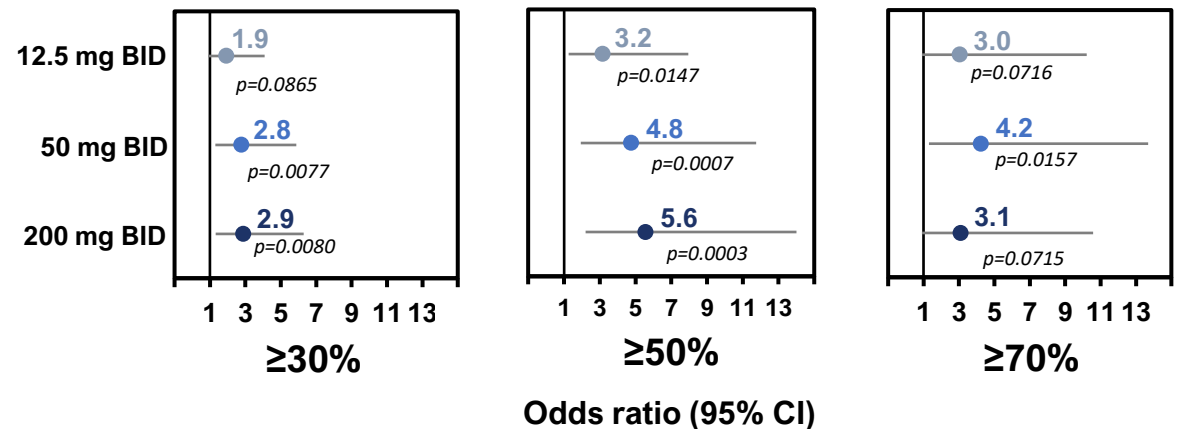 12.5 mg BID
50 mg BID
200 mg BID
1.9
p=0.0865
2.8
p=0.0077
2.9
p=0.0080
1 3 5 7 9 11 13
≥30%
3.2
p=0.0147
4.8
p=0.0007
5.6
p=0.0003
1 3 5 7 9 11 13
≥50%
3.0
p=0.0716
4.2
p=0.0157
3.1
p=0.0715
1 3 5 7 9 11 13
≥70%
Odds ratio (95% CI)